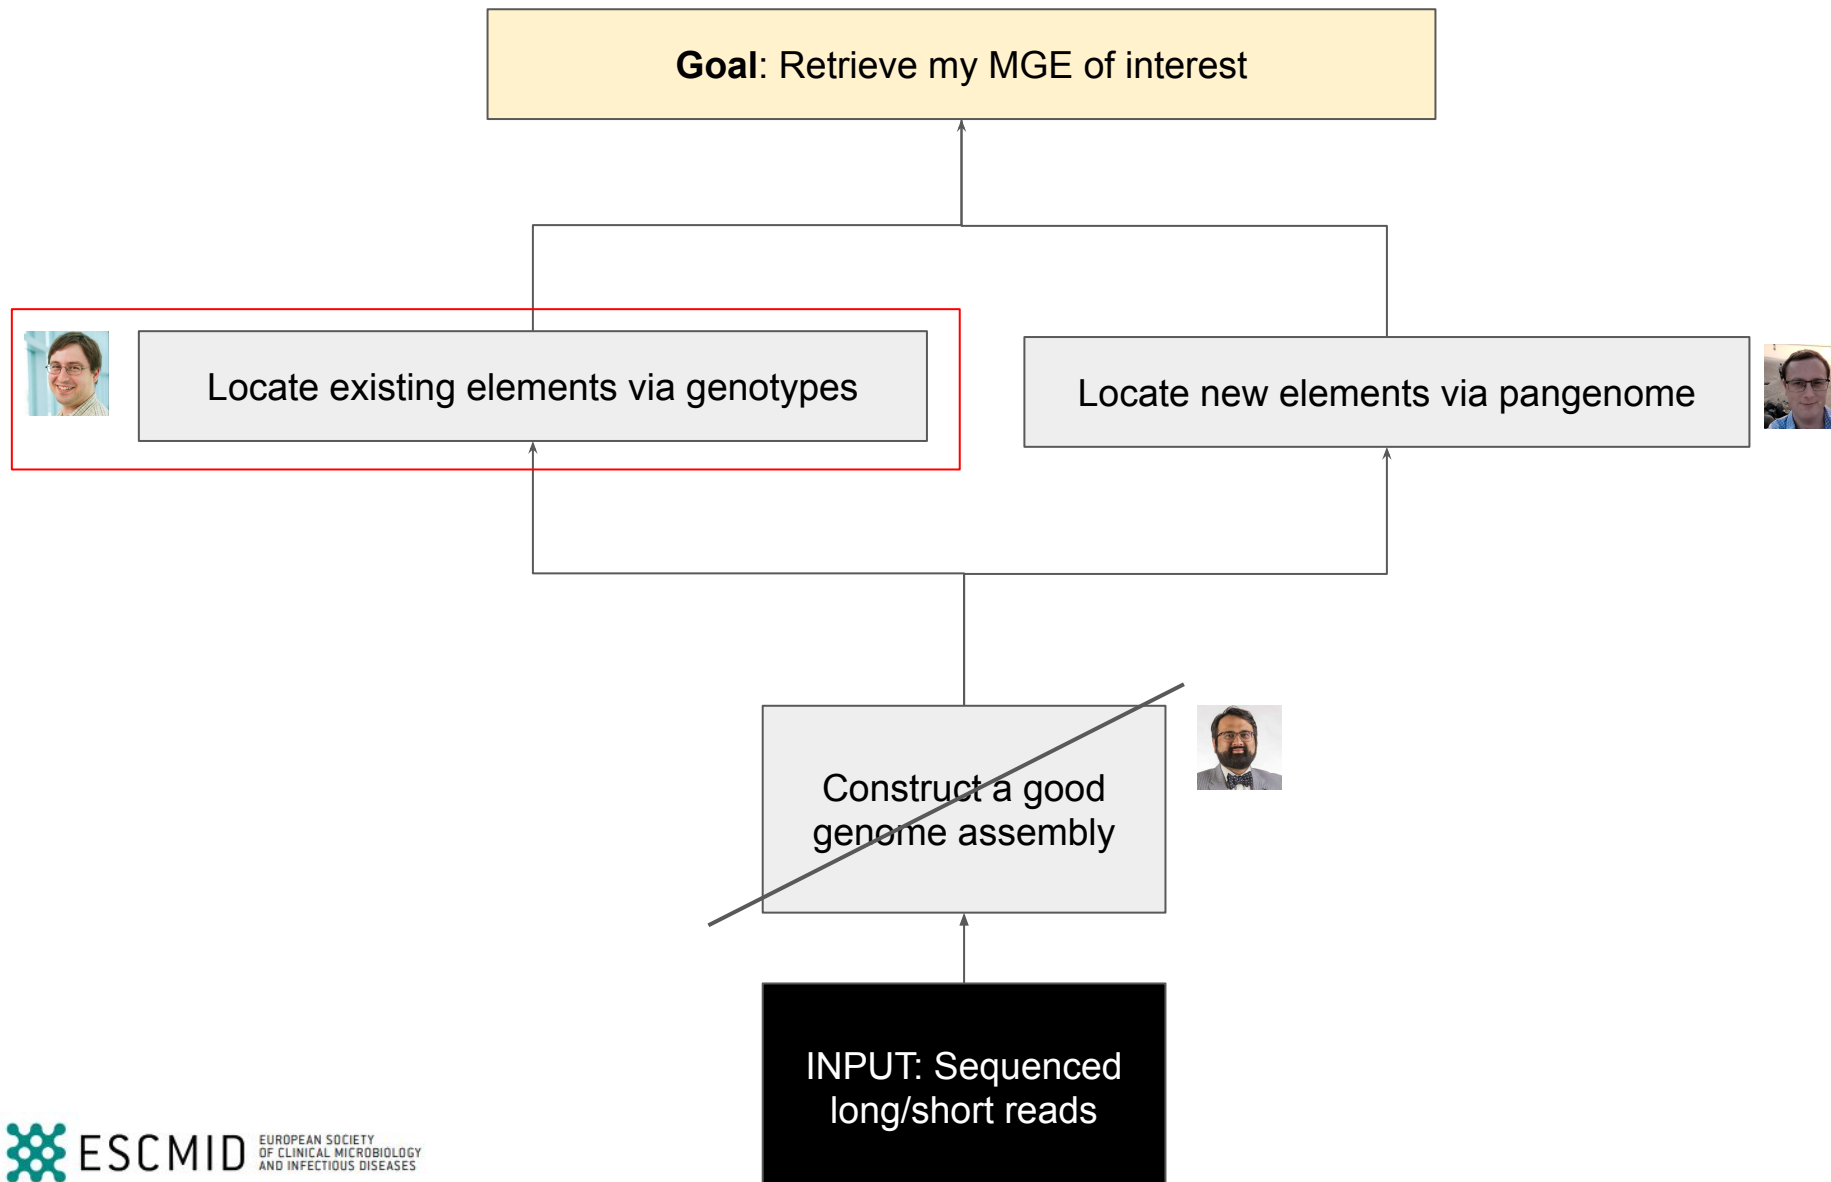 Goal: Retrieve my MGE of interest
Locate existing elements via genotypes
Locate new elements via pangenome
Construct a good
genome assembly
INPUT: Sequenced
long/short reads
ESCMID
EUROPEAN SOCIETY
OF CLINICAL MICROBIOLOGY
AND INFECTIOUS DISEASES